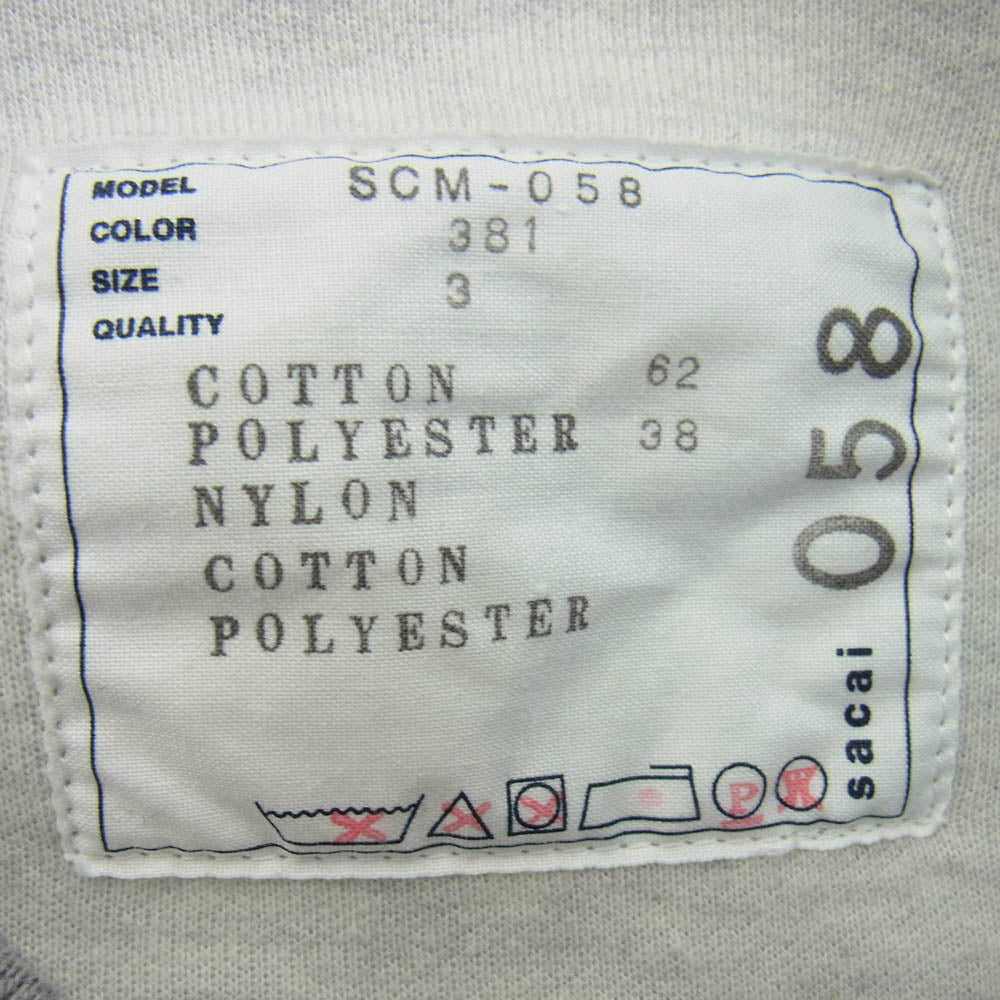 MODEL SCM-058
COLOR 381
SIZE 3
QUALITY
COTTON 62
POLYESTER 38
NYLON
COTTON
POLYESTER
sacai 058
P W